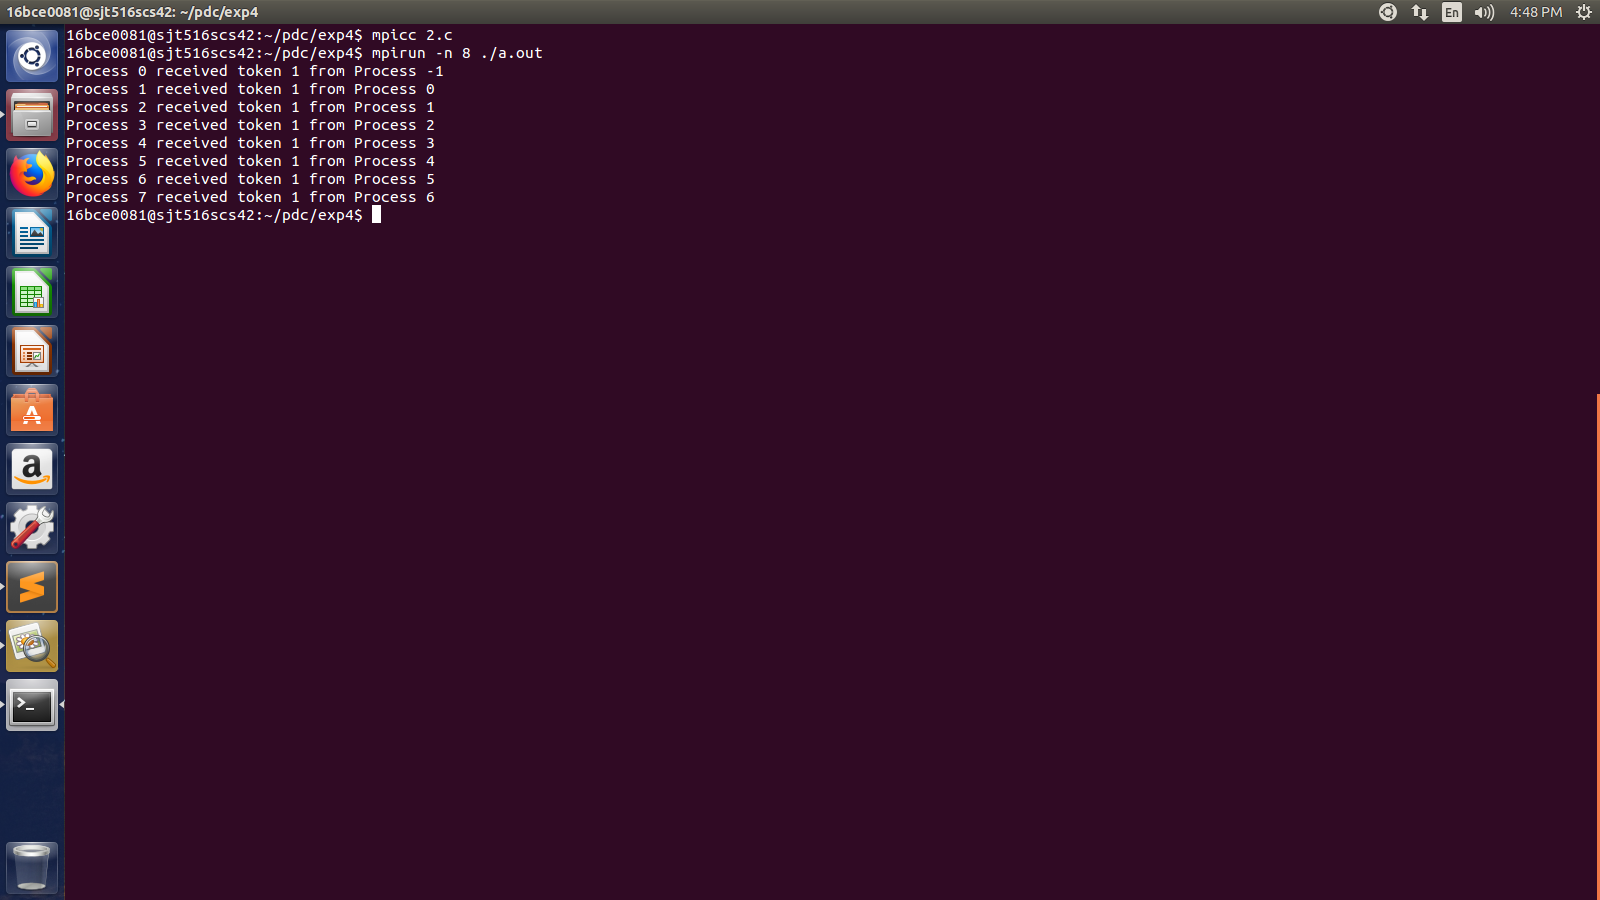 16bce0081@sjt516scs42: ~/pdc/exp4
En
4:48 PM
16bce0081@sjt516scs42:~/pdc/exp4$ mpicc 2.c
16bce0081@sjt516scs42:~/pdc/exp4$ mpirun -n 8 ./a.out
Process 0 received token 1 from Process -1
Process 1 received token 1 from Process 0
Process 2 received token 1 from Process 1
Process 3 received token 1 from Process 2
Process 4 received token 1 from Process 3
Process 5 received token 1 from Process 4
Process 6 received token 1 from Process 5
Process 7 received token 1 from Process 6
16bce0081@sjt516scs42:~/pdc/exp4$